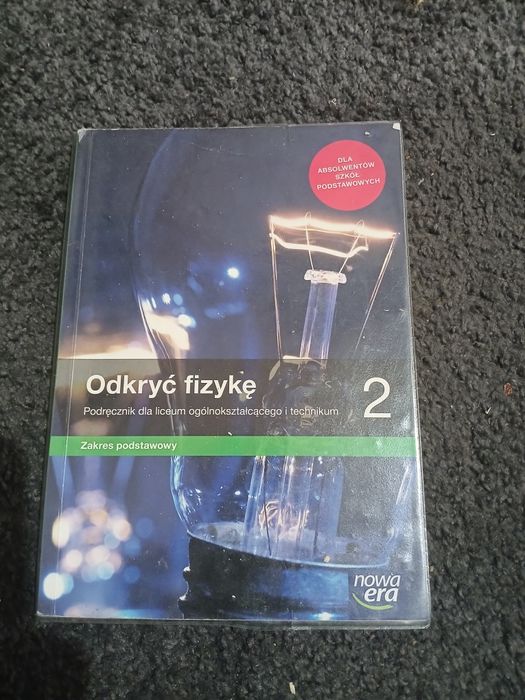 DLA
ABSOLWENTÓW
SZKÓŁ
PODSTAWOWYCH
Odkryć fizykę
2
Podręcznik dla liceum ogólnokształcącego i technikum
Zakres podstawowy
nowa
era